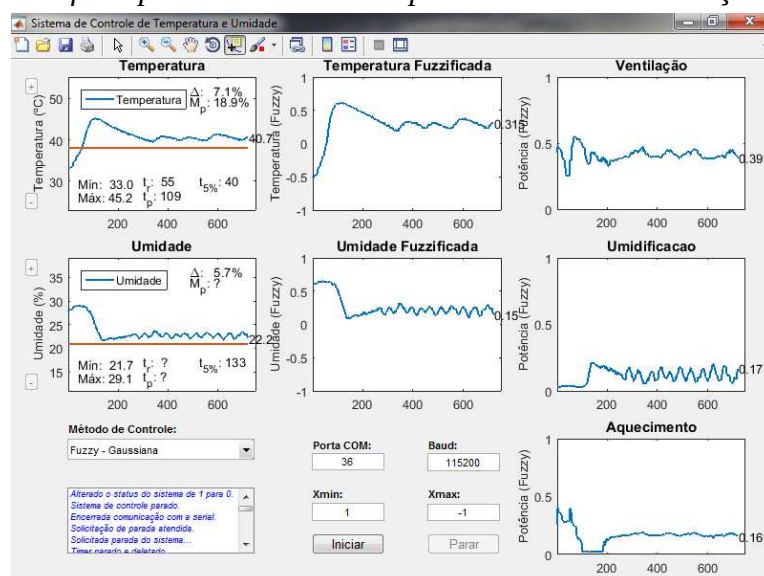 Sistema de Controle de Temperatura e Umidade
Temperatura
Temperatura (ºC)
50
40
30
Temperatura
Δ: 7.1%
Mp: 18.9%
40.7
Mín: 33.0 tr: 55 t5%: 40
Máx: 45.2 tp: 109
200 400 600
Temperatura Fuzzificada
Temperatura (Fuzzy)
1
0.5
0
-0.5
-1
0.315
200 400 600
Ventilação
Potência (Fuzzy)
1
0.5
0
0.39
200 400 600
Umidade
Umidade (%)
35
30
25
20
15
Umidade
Δ: 5.7%
Mp: ?
22.2
Mín: 21.7 tr: ? t5%: 133
Máx: 29.1 tp: ?
200 400 600
Umidade Fuzzificada
Umidade (Fuzzy)
1
0.5
0
-0.5
-1
0.15
200 400 600
Umidificacao
Potência (Fuzzy)
1
0.5
0
0.17
200 400 600
Método de Controle:
Fuzzy - Gaussiana
Alterado o status do sistema de 1 para 0.
Sistema de controle parado.
Encerrada comunicação com a serial.
Solicitação de parada atendida.
Solicitada parada do sistema...
Timer parado e deletado
Porta COM: Baud:
36 115200
Xmin: Xmax:
1 -1
Iniciar Parar
Aquecimento
Potência (Fuzzy)
1
0.5
0
0.16
200 400 600